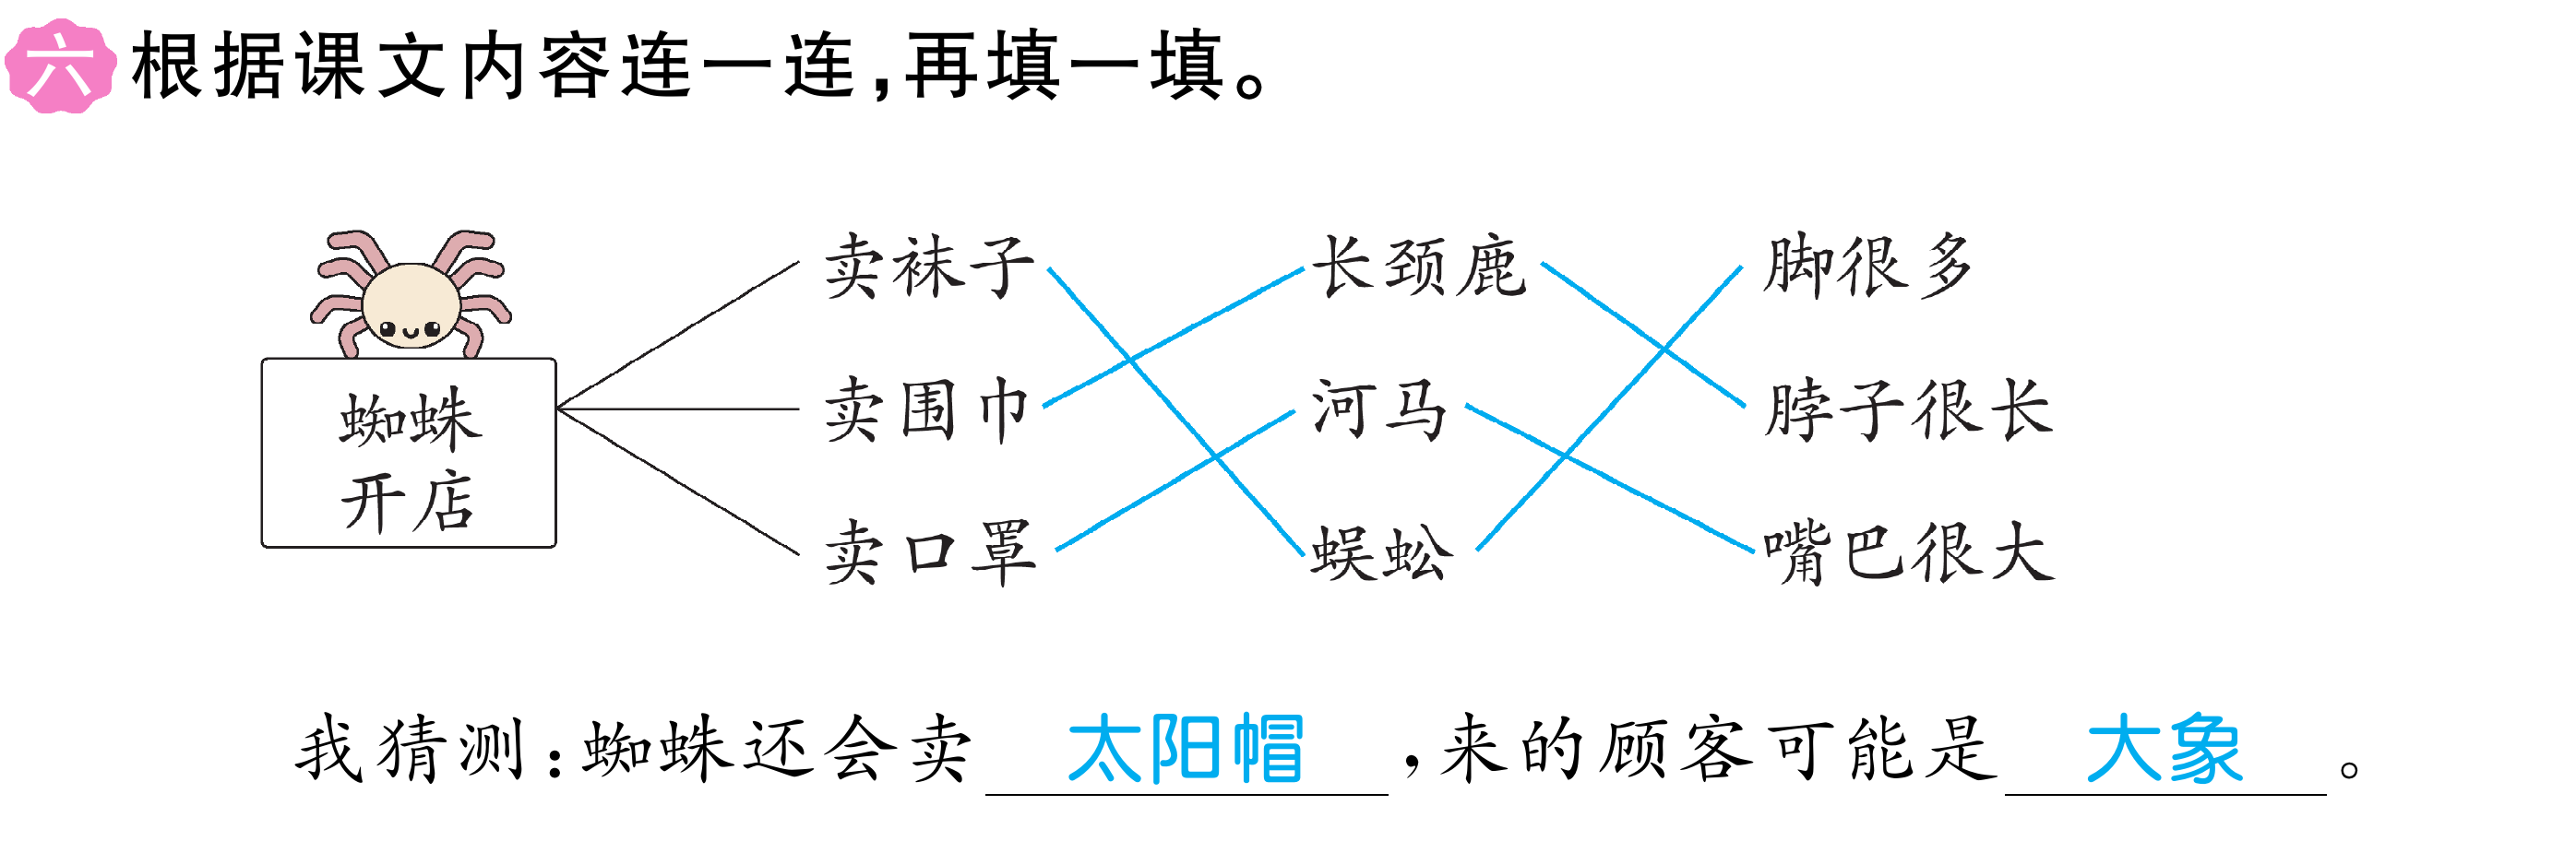 六 根据课文内容连一连,再填一填。
卖袜子 长颈鹿 脚很多
蜘蛛 卖围巾 河马 脖子很长
开店
卖口罩 蜈蚣 嘴巴很大
我猜测:蜘蛛还会卖 太阳帽 ,来的顾客可能是 大象 。